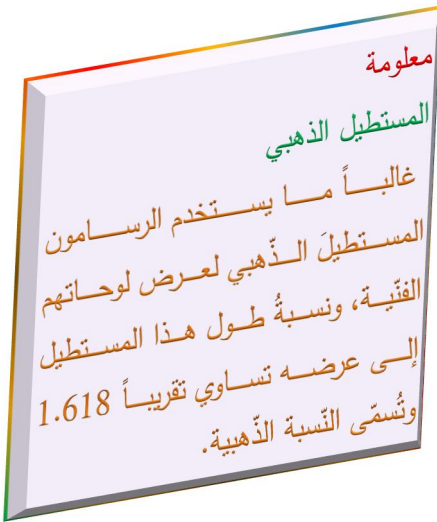 معلومة
المستطيل الذهبي
غالباً ما يستخدم الرسامون
المستطيلَ الذّهبي لعرض لوحاتهم
الفنّية، ونسبةُ طول هذا المستطيل
إلى عرضه تساوي تقريباً 1.618
وتُسمّى النّسبة الذّهبية.